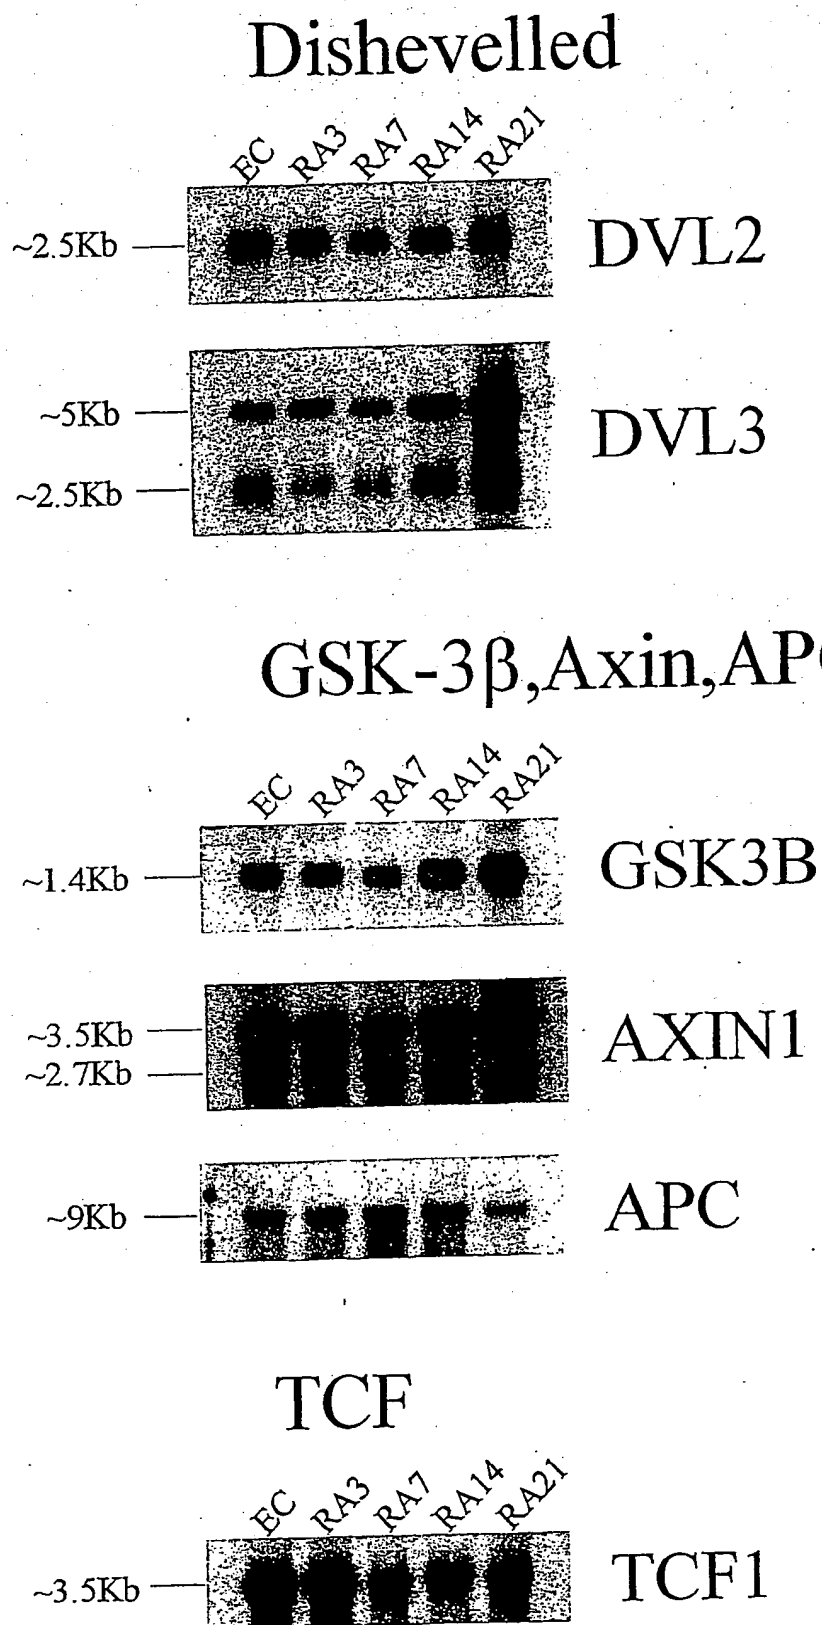 Dishevelled
EC RA3 RA7 RA14 RA21
~2.5Kb DVL2
~5Kb DVL3
~2.5Kb
GSK-3β,Axin,AP
EC RA3 RA7 RA14 RA21
~1.4Kb GSK3B
~3.5Kb AXIN1
~2.7Kb
~9Kb APC
TCF
EC RA3 RA7 RA14 RA21
~3.5Kb TCF1